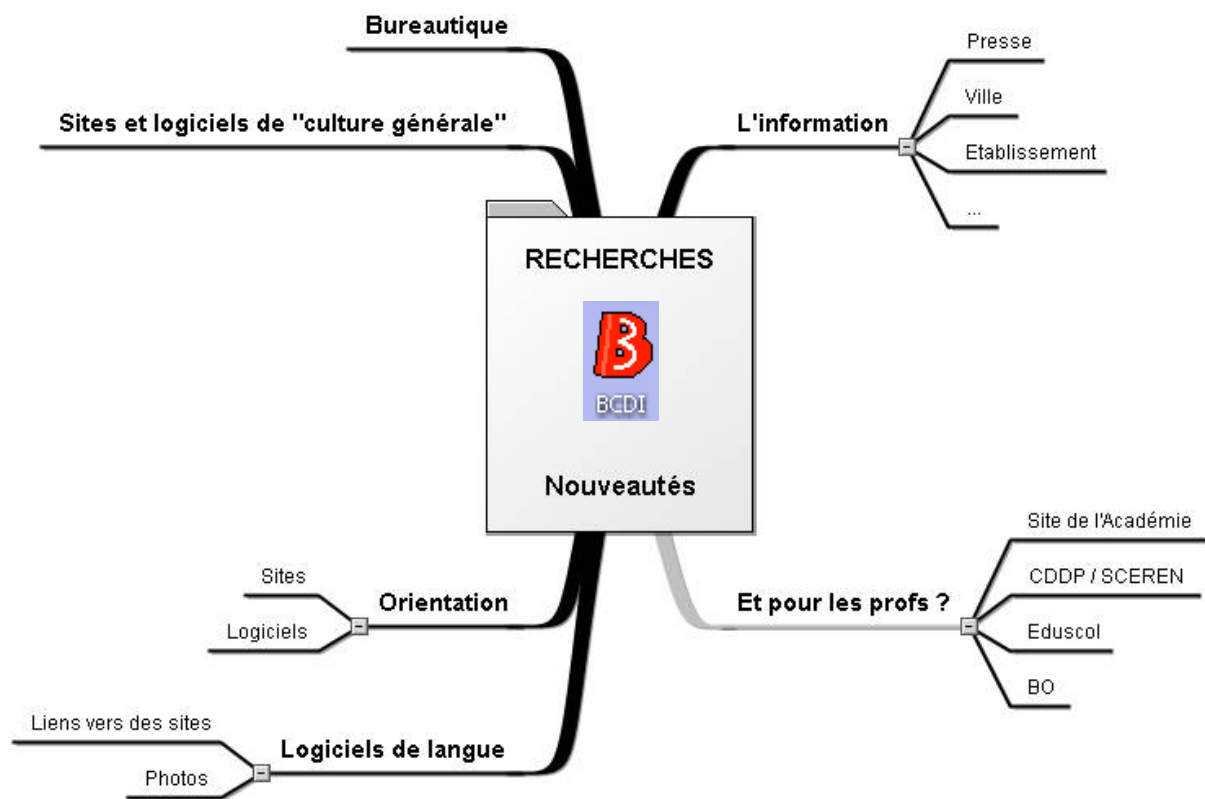 Bureautique
Sites et logiciels de "culture générale"
L'information
Presse
Ville
Etablissement
...
RECHERCHES
BCDI
Nouveautés
Orientation
Sites
Logiciels
Logiciels de langue
Liens vers des sites
Photos
Et pour les profs ?
Site de l'Académie
CDDP / SCEREN
Eduscol
BO